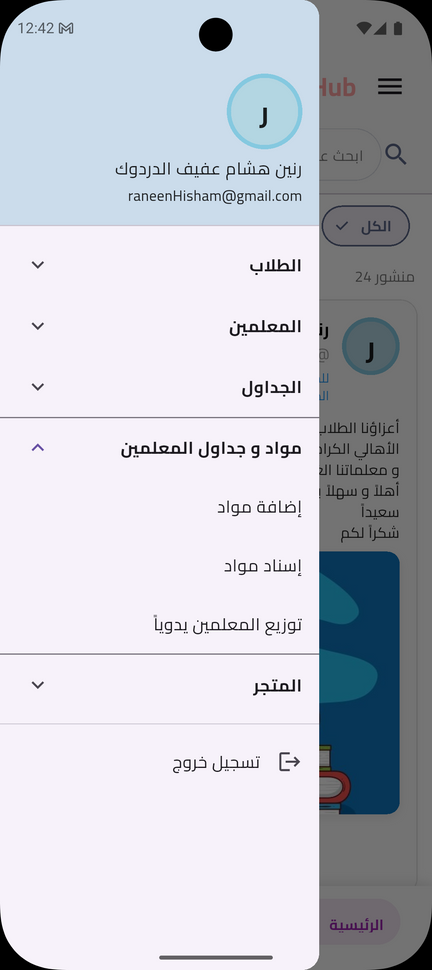 12:42
ر
رنين هشام عفيف الدردوك
raneenHisham@gmail.com
الطلاب
المعلمين
الجداول
مواد و جداول المعلمين
إضافة مواد
إسناد مواد
توزيع المعلمين يدوياً
المتجر
تسجيل خروج
Hub
ابحث
الكل
24 منشور
ر
@
أعزاؤنا الطلاب
الأهالي
و معلماتنا
أهلاً و سهلاً
سعيداً
شكراً لكم
الرئيسية